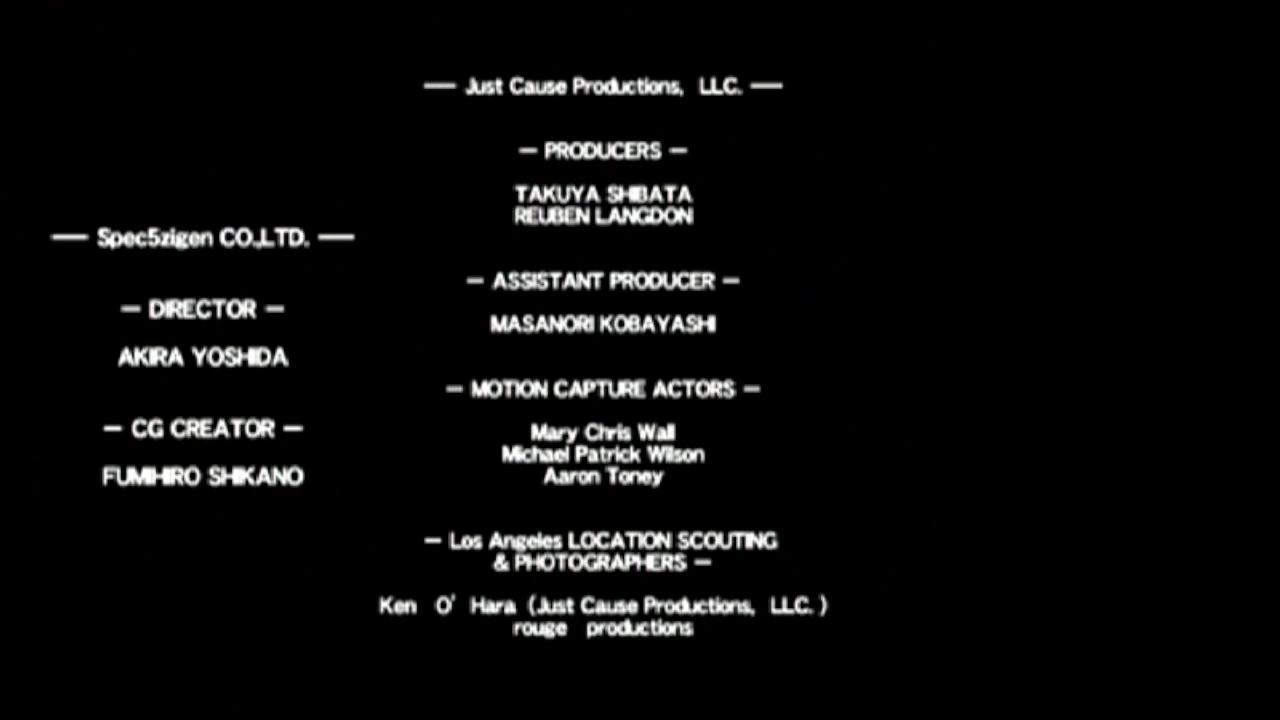 — Spec5zigen CO.,LTD. —
— DIRECTOR —
AKIRA YOSHIDA
— CG CREATOR —
FUMIHIRO SHIKANO
— Just Cause Productions, LLC. —
— PRODUCERS —
TAKUYA SHIBATA
REUBEN LANGDON
— ASSISTANT PRODUCER —
MASANORI KOBAYASHI
— MOTION CAPTURE ACTORS —
Mary Chris Wall
Michael Patrick Wilson
Aaron Toney
— Los Angeles LOCATION SCOUTING
& PHOTOGRAPHERS —
Ken O' Hara (Just Cause Productions, LLC. )
rouge productions